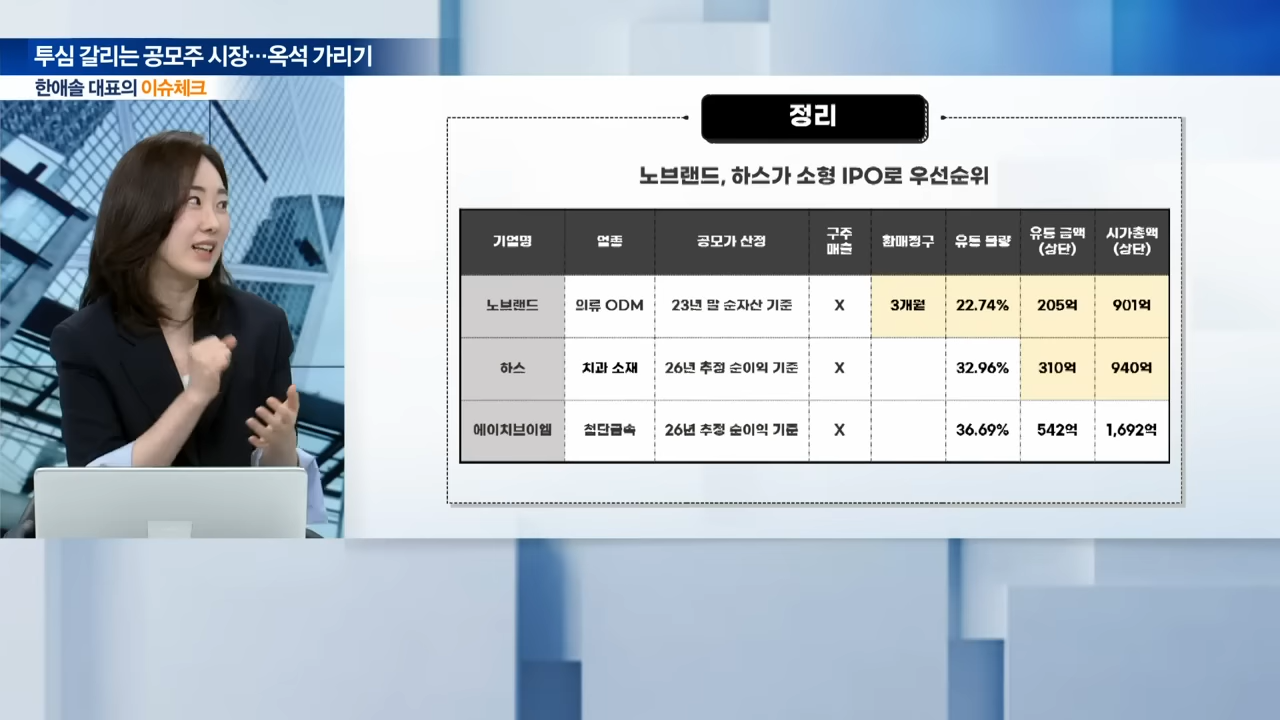 투심 갈리는 공모주 시장…옥석 가리기
한애솔 대표의 이슈체크
정리
노브랜드, 하스가 소형 IPO로 우선순위
기업명 업종 공모가 산정 구주 매출 환매청구 유통 물량 유통 금액 (상단) 시가총액 (상단)
노브랜드 의류 ODM 23년 말 순자산 기준 X 3개월 22.74% 205억 901억
하스 치과 소재 26년 추정 순이익 기준 X 32.96% 310억 940억
에이치브이엠 첨단금속 26년 추정 순이익 기준 X 36.69% 542억 1,692억